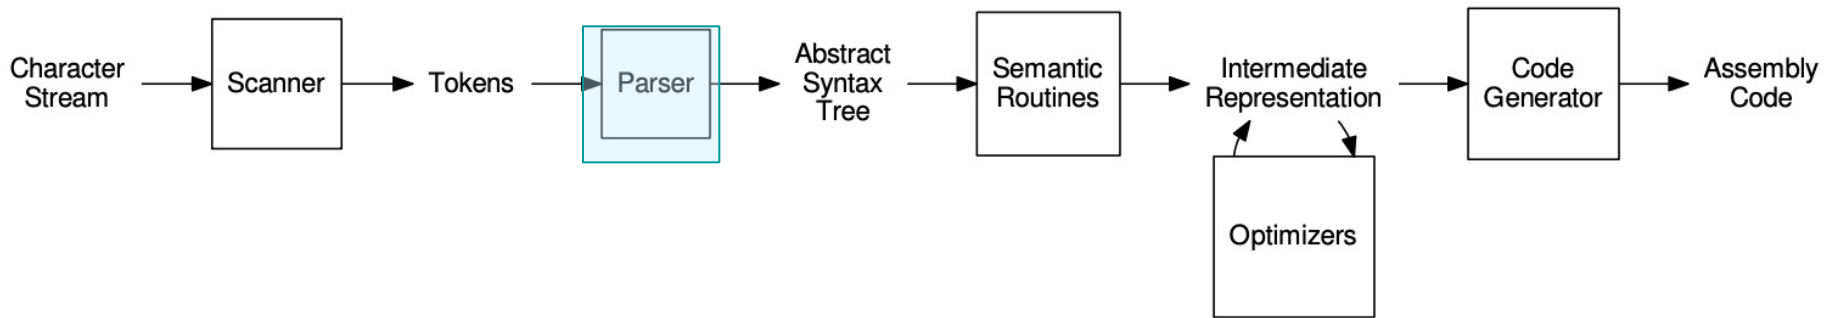 Character
Stream
Scanner
Tokens
Parser
Abstract
Syntax
Tree
Semantic
Routines
Intermediate
Representation
Code
Generator
Assembly
Code
Optimizers